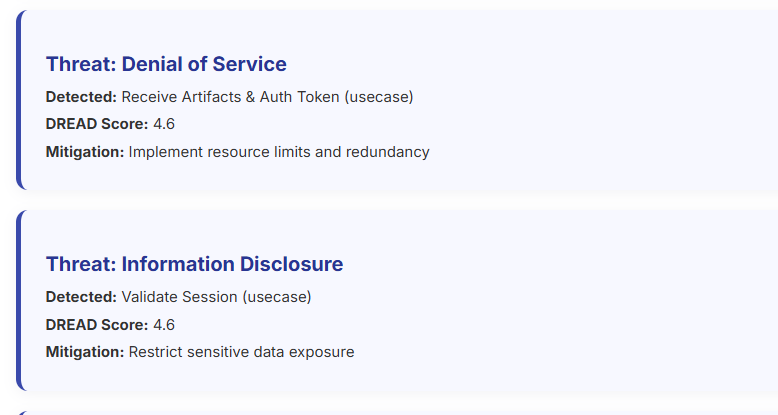 Threat: Denial of Service
Detected: Receive Artifacts & Auth Token (usecase)
DREAD Score: 4.6
Mitigation: Implement resource limits and redundancy
Threat: Information Disclosure
Detected: Validate Session (usecase)
DREAD Score: 4.6
Mitigation: Restrict sensitive data exposure